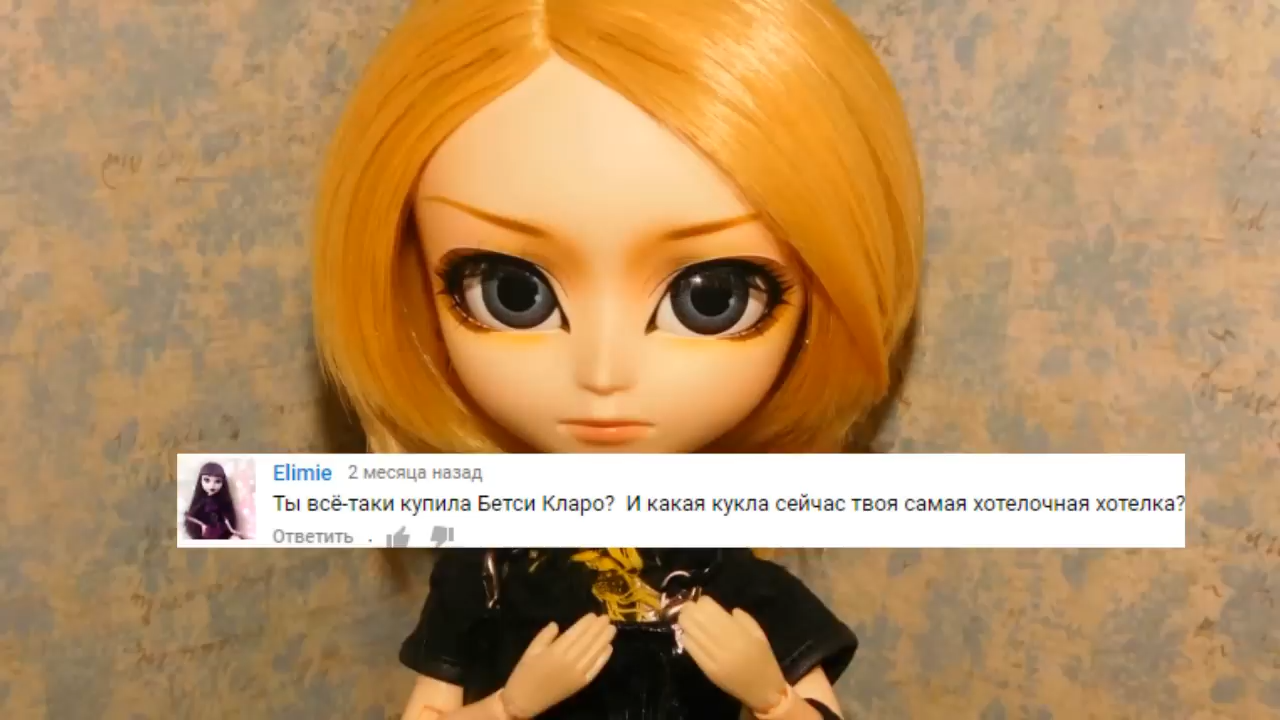 Elimie 2 месяца назад
Ты всё-таки купила Бетси Кларо? И какая кукла сейчас твоя самая хотелочная хотелка?
Ответить